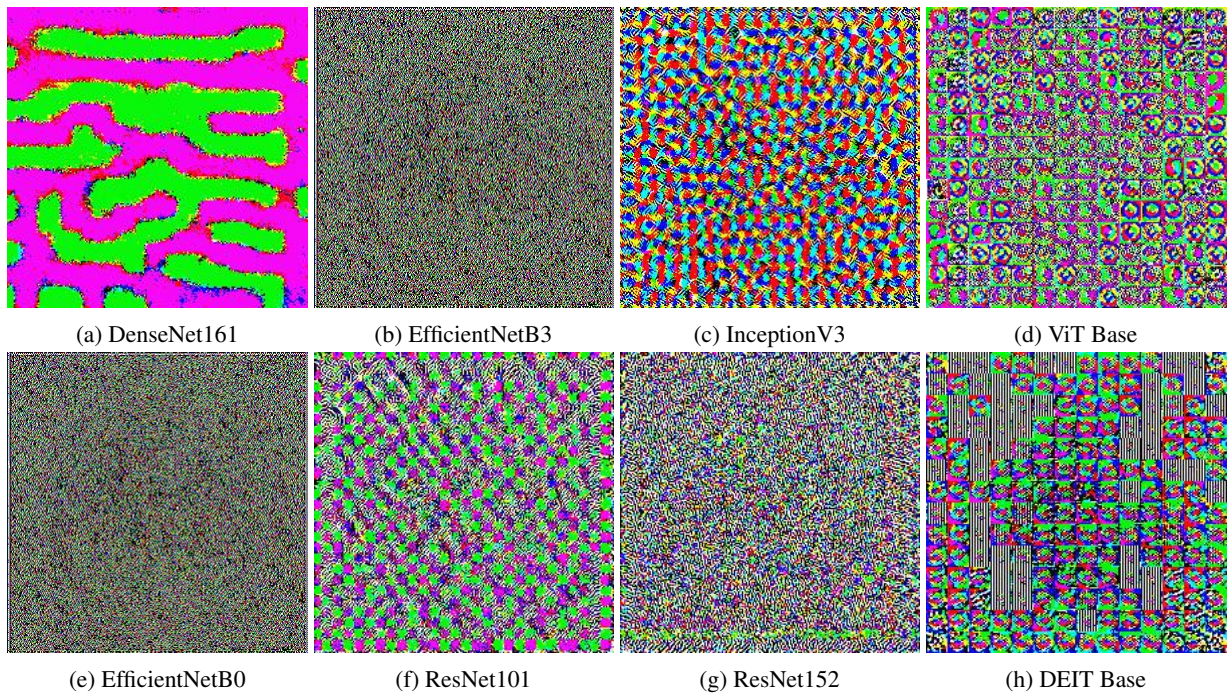 (a) DenseNet161
(b) EfficientNetB3
(c) InceptionV3
(d) ViT Base
(e) EfficientNetB0
(f) ResNet101
(g) ResNet152
(h) DEIT Base